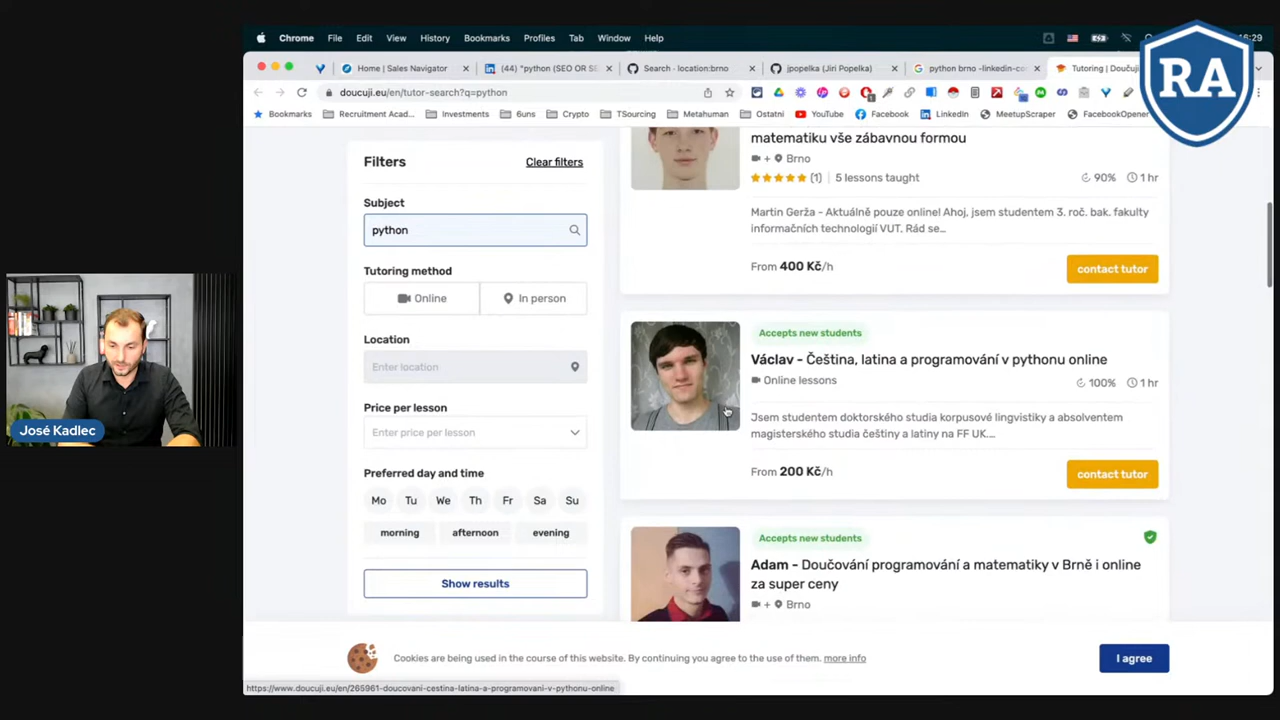 Chrome File Edit View History Bookmarks Profiles Tab Window Help
16:29
RA
Home | Sales Navigator
(44) "python (SEO OR SE
Search · location:brno
jpopelka (Jiri Popelka)
python brno -linkedin-co
Tutoring | Doučuj
doucuji.eu/en/tutor-search?q=python
Bookmarks Recruitment Acad... Investments 6uns Crypto TSourcing Metahuman Ostatni YouTube Facebook LinkedIn MeetupScraper FacebookOpener
Filters
Clear filters
Subject
python
Tutoring method
Online
In person
Location
Enter location
Price per lesson
Enter price per lesson
Preferred day and time
Mo Tu We Th Fr Sa Su
morning afternoon evening
Show results
matematiku vše zábavnou formou
+ Brno
(1) | 5 lessons taught
90% 1 hr
Martin Gerža - Aktuálně pouze online! Ahoj, jsem studentem 3. roč. bak. fakulty
informačních technologií VUT. Rád se...
From 400 Kč/h
contact tutor
Accepts new students
Václav - Čeština, latina a programování v pythonu online
Online lessons
100% 1 hr
Jsem studentem doktorského studia korpusové lingvistiky a absolventem
magisterského studia češtiny a latiny na FF UK....
From 200 Kč/h
contact tutor
Accepts new students
Adam - Doučování programování a matematiky v Brně i online
za super ceny
+ Brno
José Kadlec
Cookies are being used in the course of this website. By continuing you agree to the use of them. more info
I agree
https://www.doucuji.eu/en/265961-doucovani-cestina-latina-a-programovani-v-pythonu-online